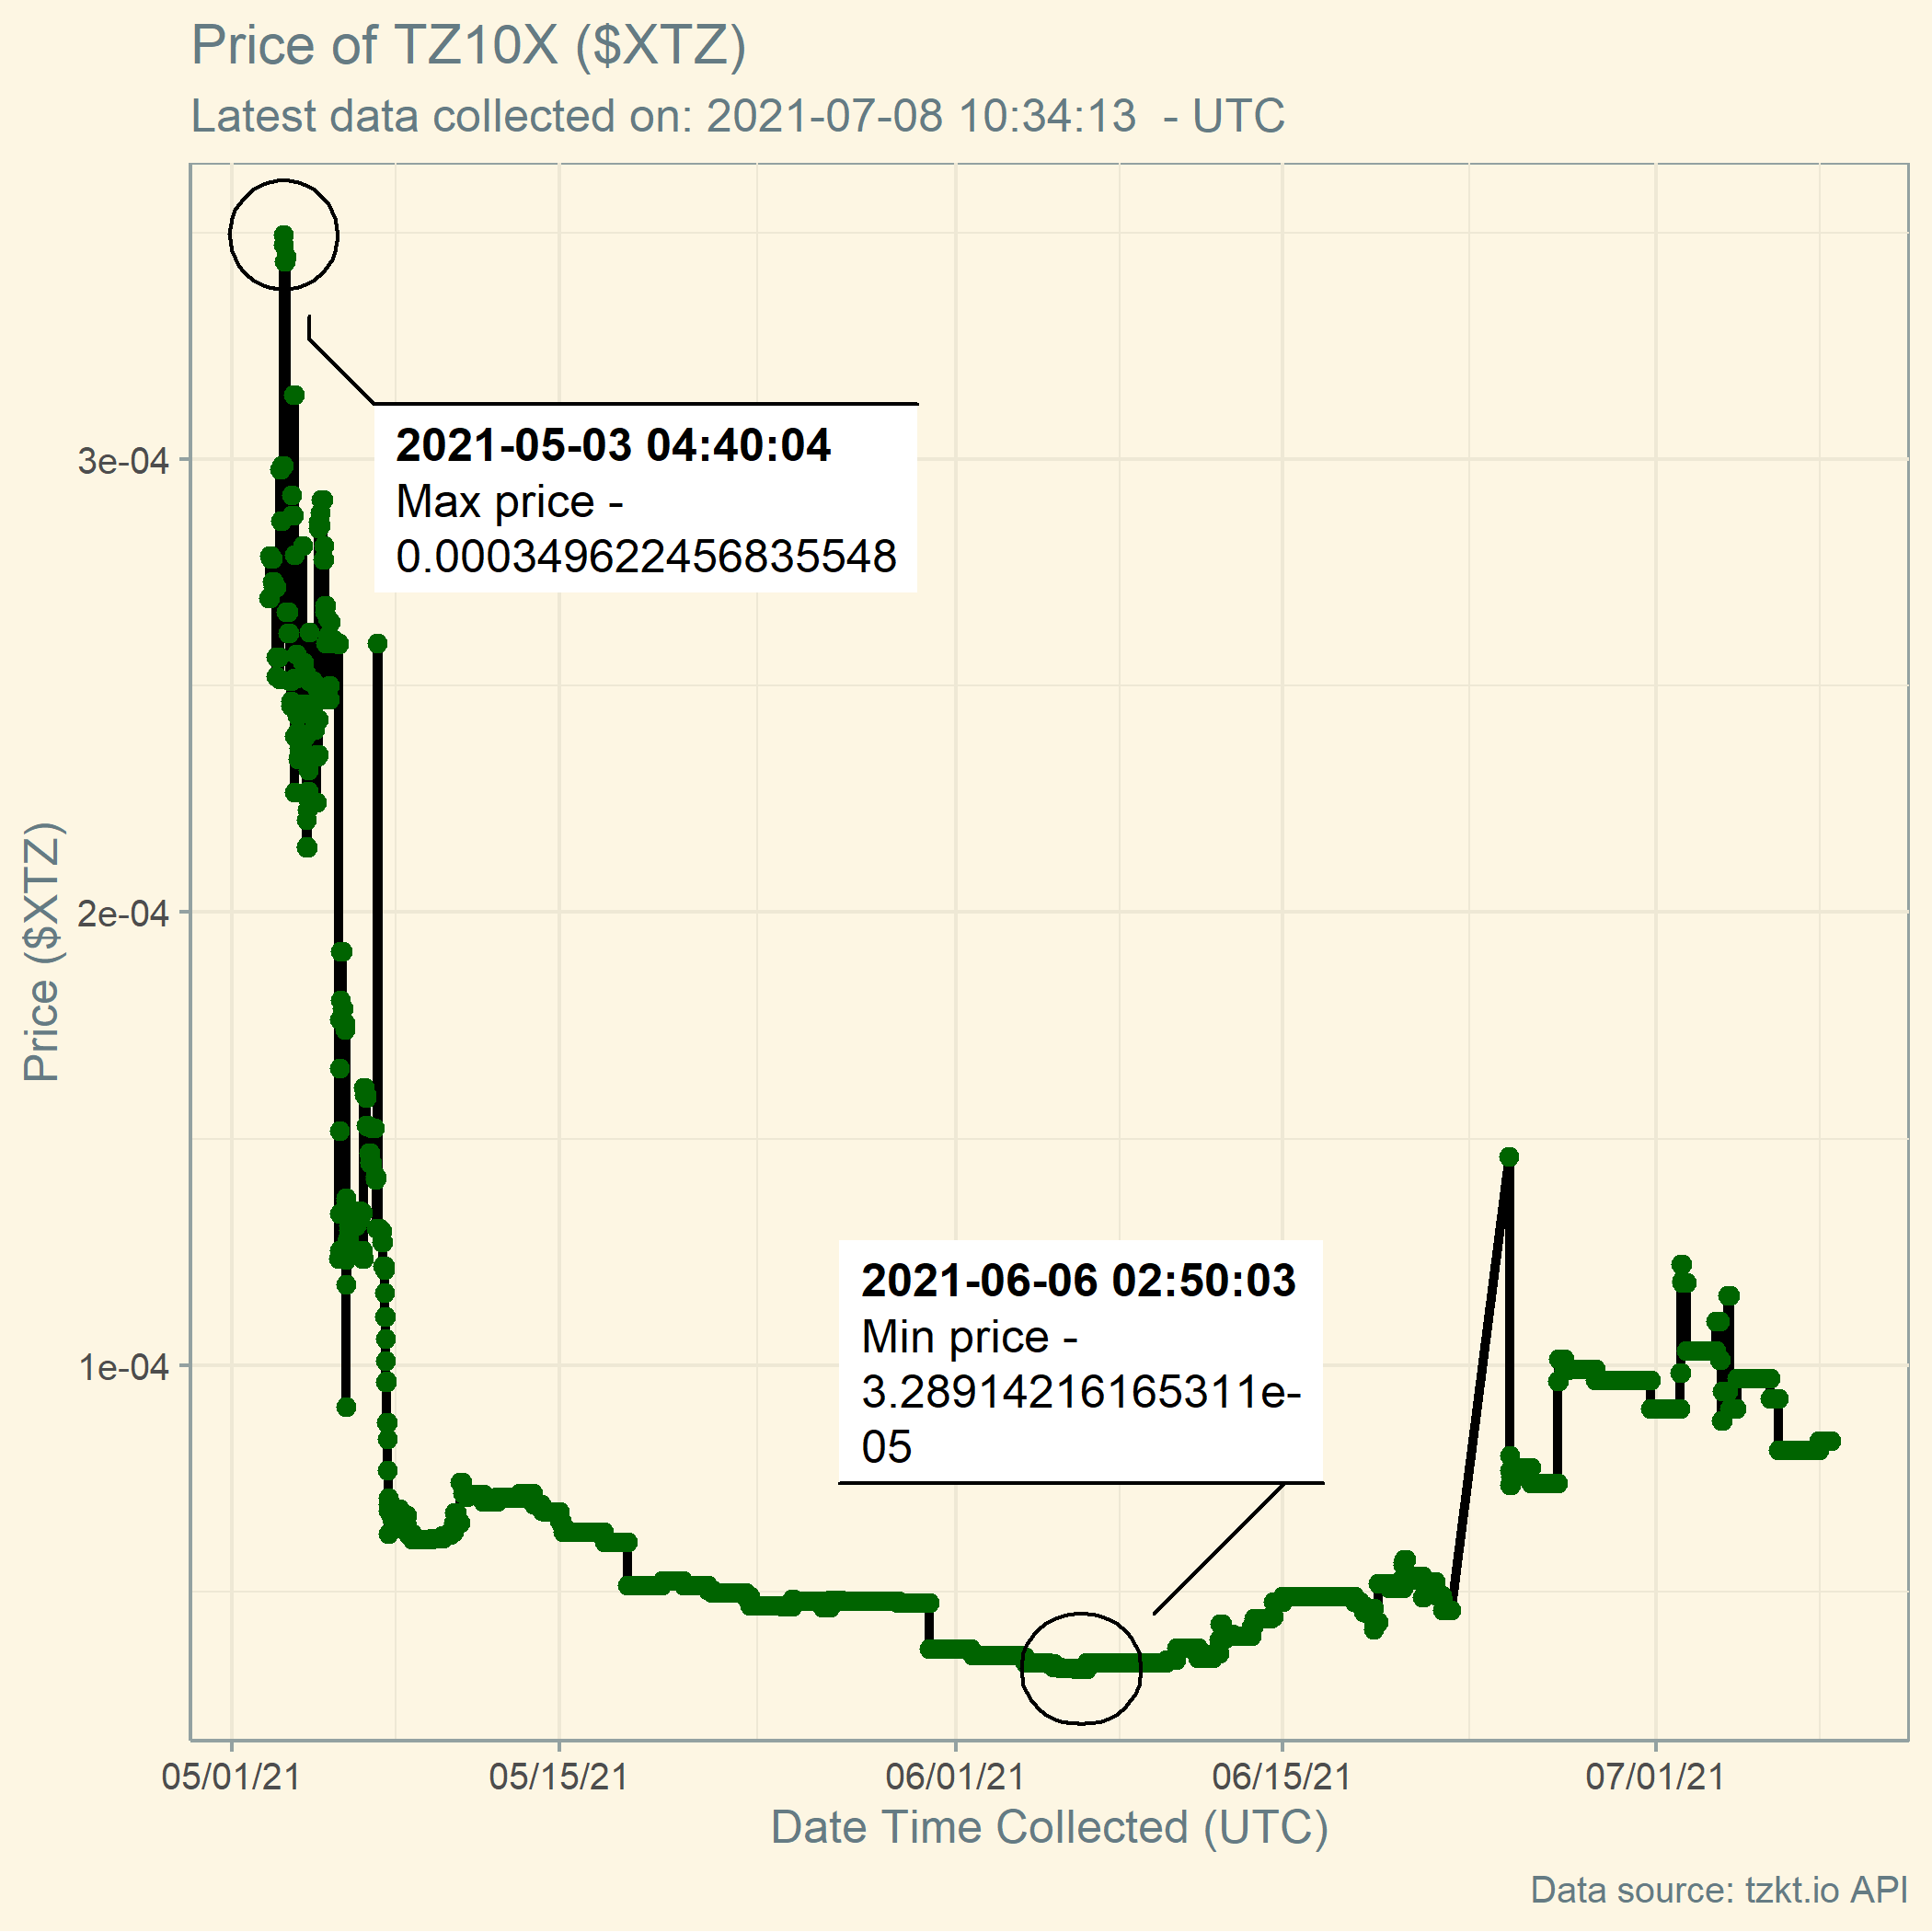 Price of TZ10X ($XTZ)
Latest data collected on: 2021-07-08 10:34:13  - UTC
2021-05-03 04:40:04
Max price -
0.000349622456835548
3e-04
2e-04
1e-04
Price ($XTZ)
2021-06-06 02:50:03
Min price -
3.28914216165311e-
05
05/01/21
05/15/21
06/01/21
06/15/21
07/01/21
Date Time Collected (UTC)
Data source: tzkt.io API